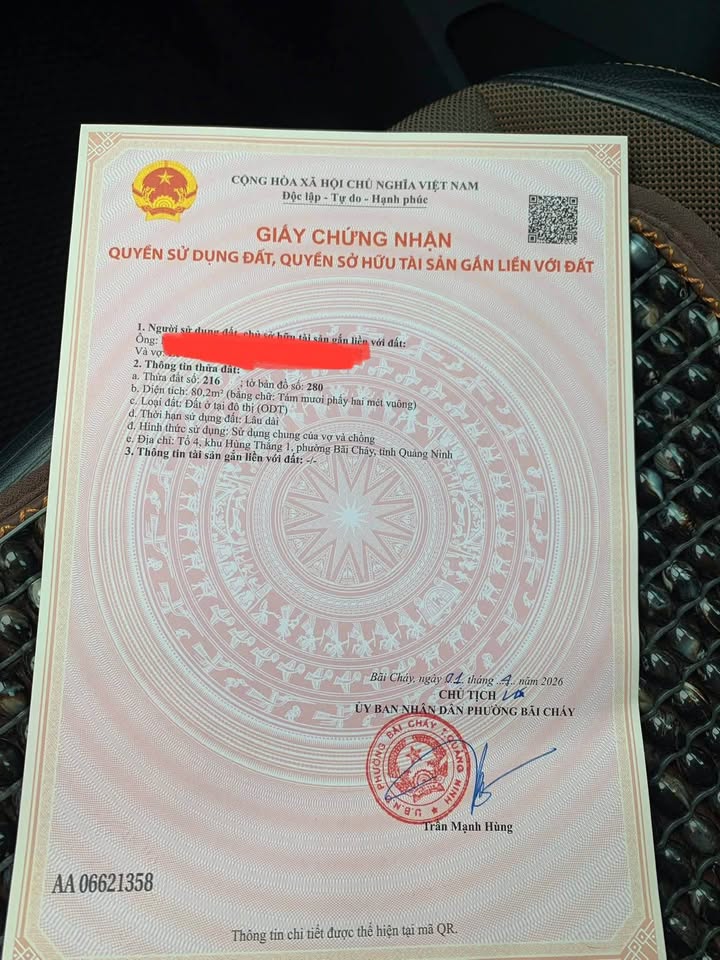 CỘNG HÒA XÃ HỘI CHỦ NGHĨA VIỆT NAM
Độc lập - Tự do - Hạnh phúc
GIẤY CHỨNG NHẬN
QUYỀN SỬ DỤNG ĐẤT, QUYỀN SỞ HỮU TÀI SẢN GẮN LIỀN VỚI ĐẤT
1. Người sử dụng đất, chủ sở hữu tài sản gắn liền với đất:
Ông:
Và vợ:
2. Thông tin thửa đất:
a. Thửa đất số: 216 ; tờ bản đồ số: 280
b. Diện tích: 80,2m² (bằng chữ: Tám mươi phẩy hai mét vuông)
c. Loại đất: Đất ở tại đô thị (ODT)
d. Thời hạn sử dụng đất: Lâu dài
đ. Hình thức sử dụng: Sử dụng chung của vợ và chồng
e. Địa chỉ: Tổ 4, khu Hùng Thắng 1, phường Bãi Cháy, tỉnh Quảng Ninh
3. Thông tin tài sản gắn liền với đất: -/-
Bãi Cháy, ngày 01 tháng 4 năm 2026
CHỦ TỊCH
ỦY BAN NHÂN DÂN PHƯỜNG BÃI CHÁY
U.B.N.D PHƯỜNG BÃI CHÁY T.QUẢNG NINH
Trần Mạnh Hùng
AA 06621358
Thông tin chi tiết được thể hiện tại mã QR.